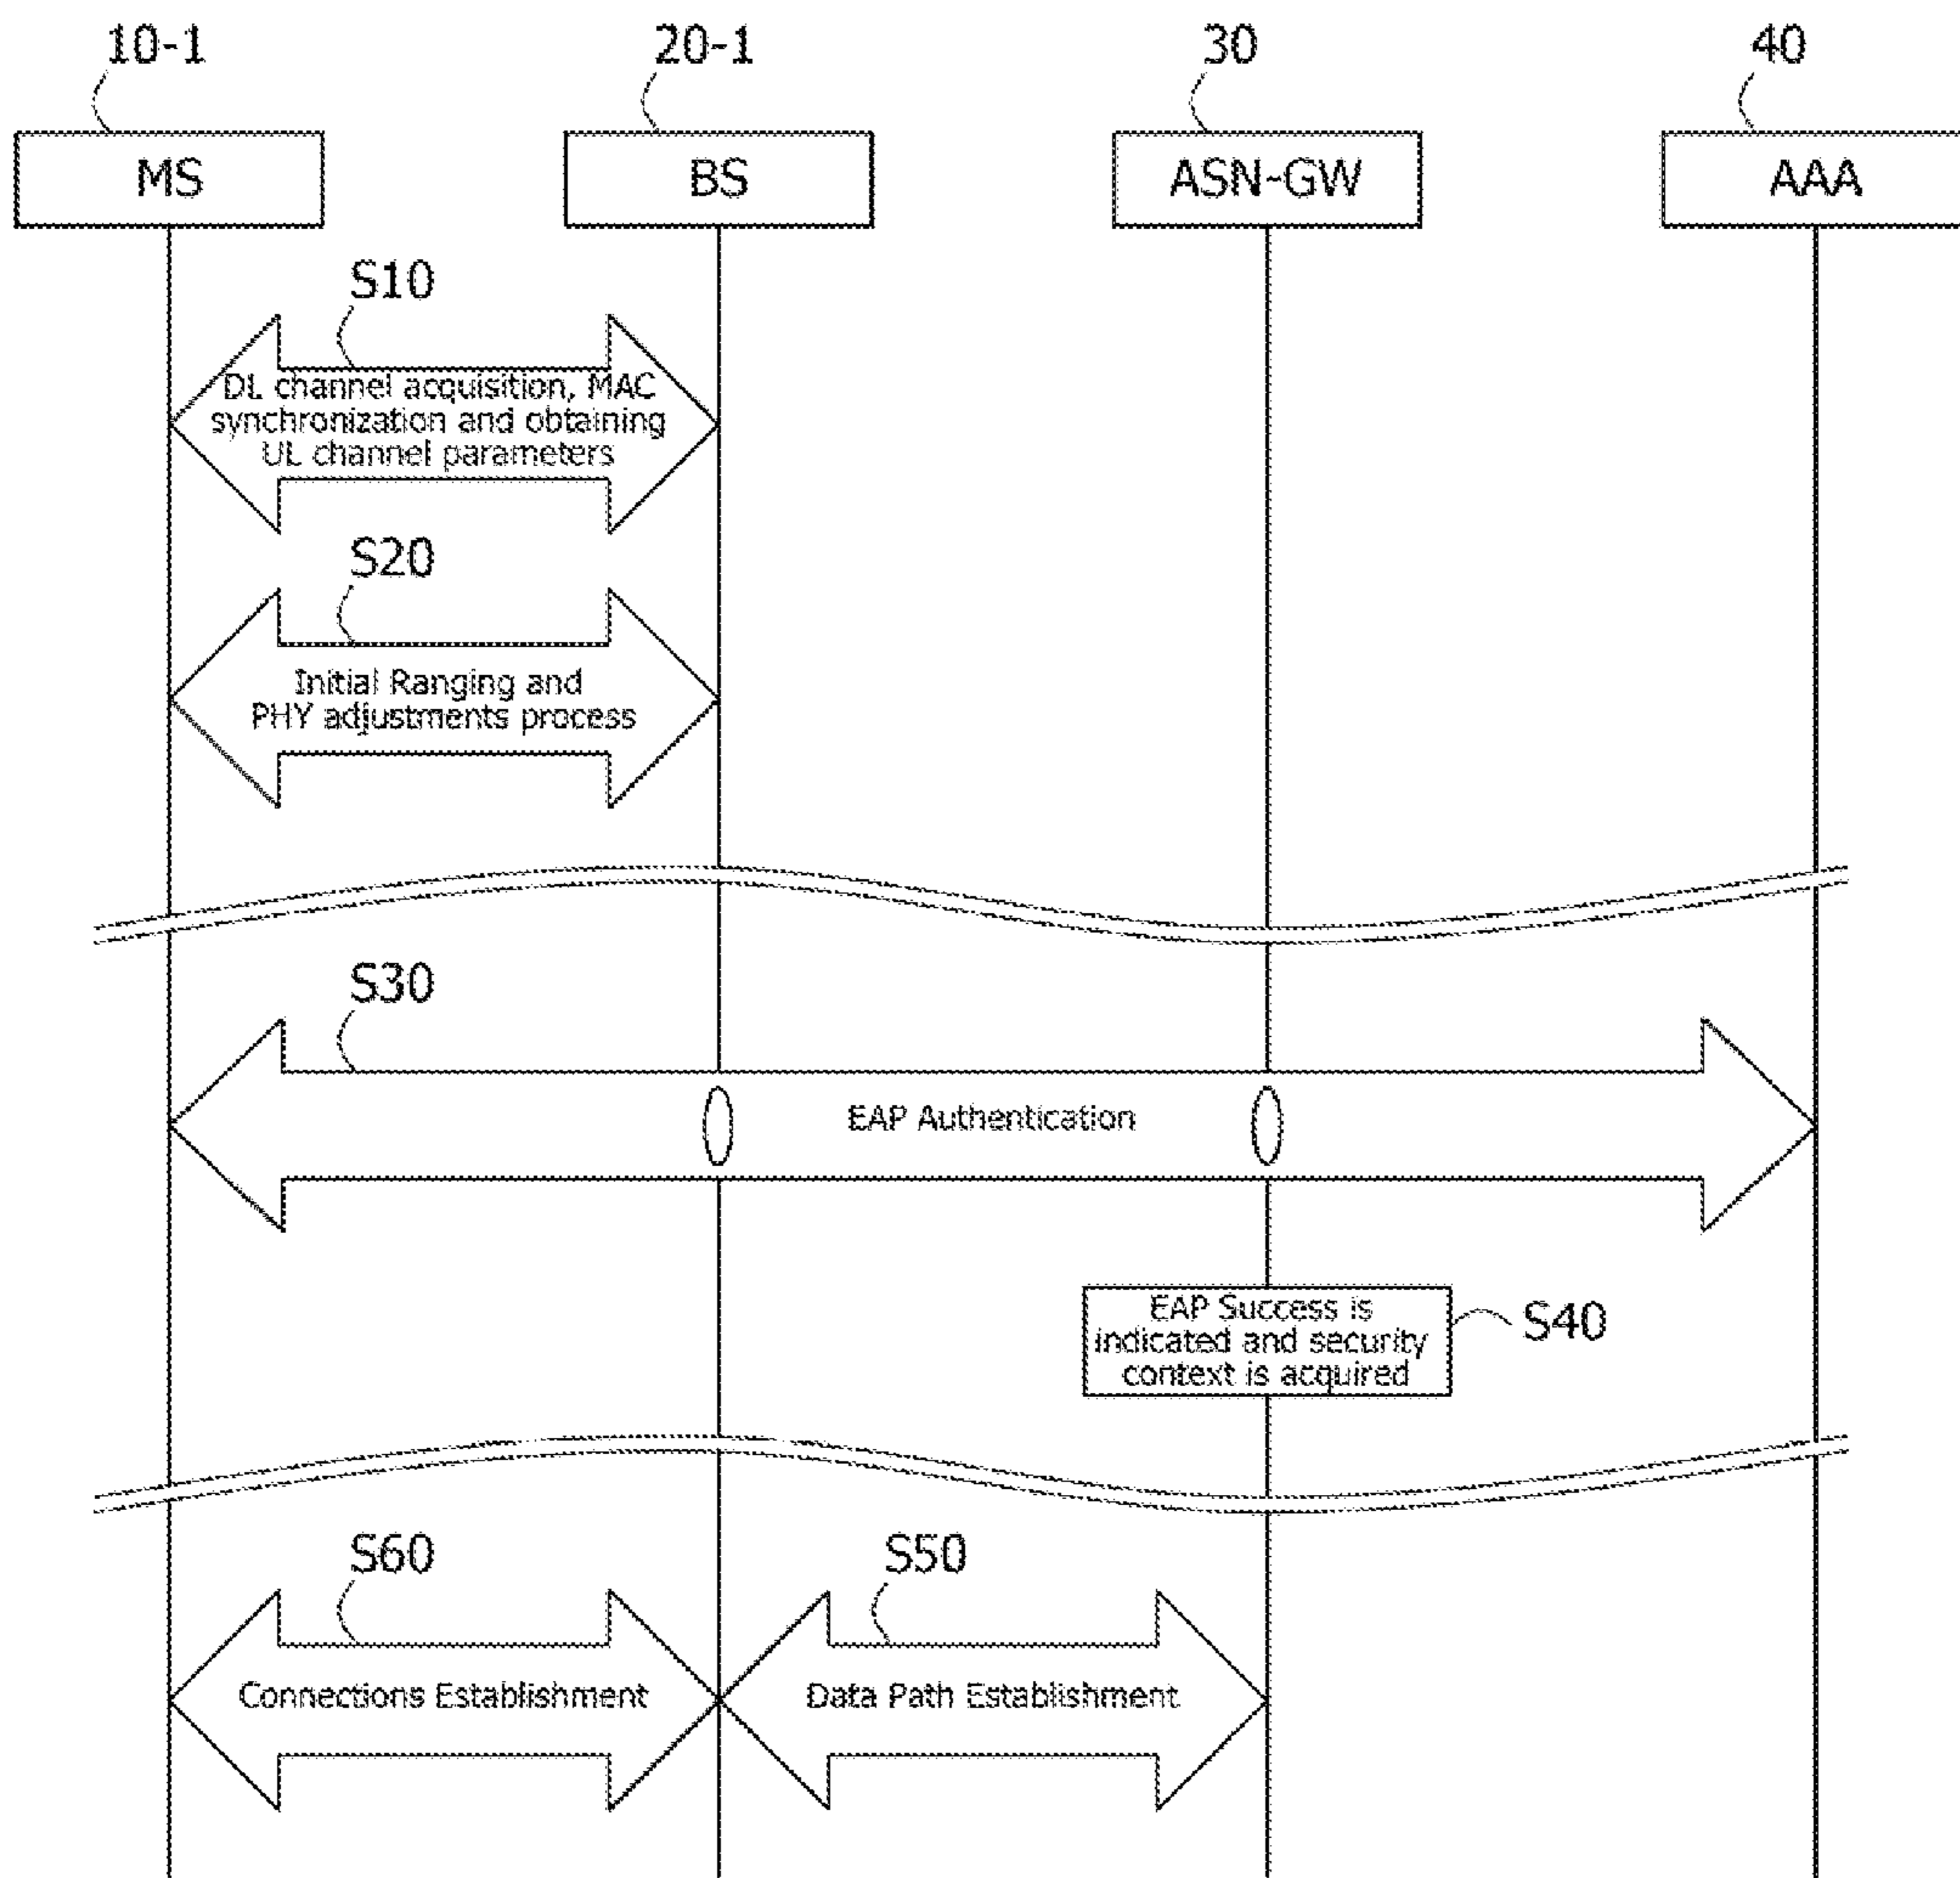 10-1
20-1
30
40
MS
BS
ASN-GW
AAA
S10
DL channel acquisition, MAC
synchronization and obtaining
UL channel parameters
S20
Initial Ranging and
PHY adjustments process
S30
EAP Authentication
EAP Success is
indicated and security
context is acquired
S40
S60
S50
Connections Establishment
Data Path Establishment